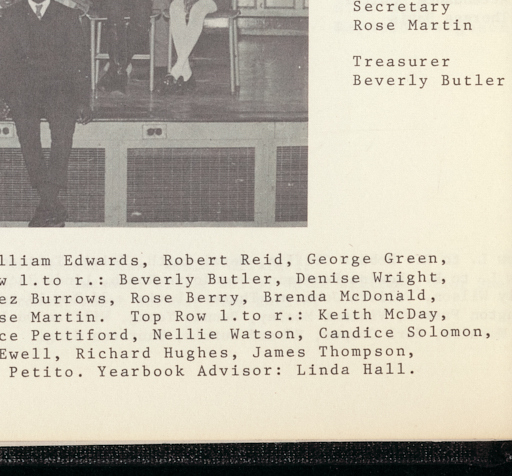 Secretary
Rose Martin
Treasurer
Beverly Butler
lliam Edwards, Robert Reid, George Green,
w l.to r.: Beverly Butler, Denise Wright,
ez Burrows, Rose Berry, Brenda McDonald,
se Martin. Top Row l.to r.: Keith McDay,
ce Pettiford, Nellie Watson, Candice Solomon,
Ewell, Richard Hughes, James Thompson,
Petito. Yearbook Advisor: Linda Hall.